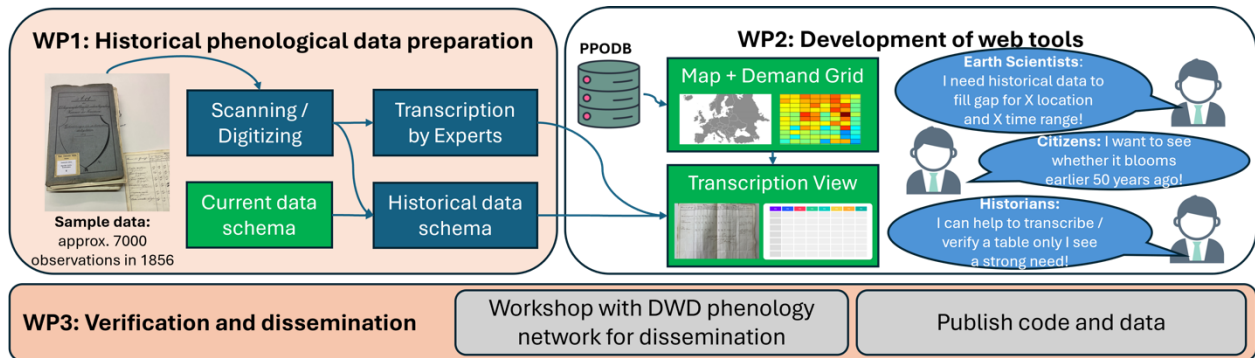 WP1: Historical phenological data preparation
Scanning /
Digitizing
Transcription
by Experts
Current data
schema
Historical data
schema
Sample data:
approx. 7000
observations in 1856
WP2: Development of web tools
PPODB
Map + Demand Grid
Transcription View
Earth Scientists:
I need historical data to
fill gap for X location
and X time range!
Citizens: I want to see
whether it blooms
earlier 50 years ago!
Historians:
I can help to transcribe /
verify a table only I see
a strong need!
WP3: Verification and dissemination
Workshop with DWD phenology
network for dissemination
Publish code and data